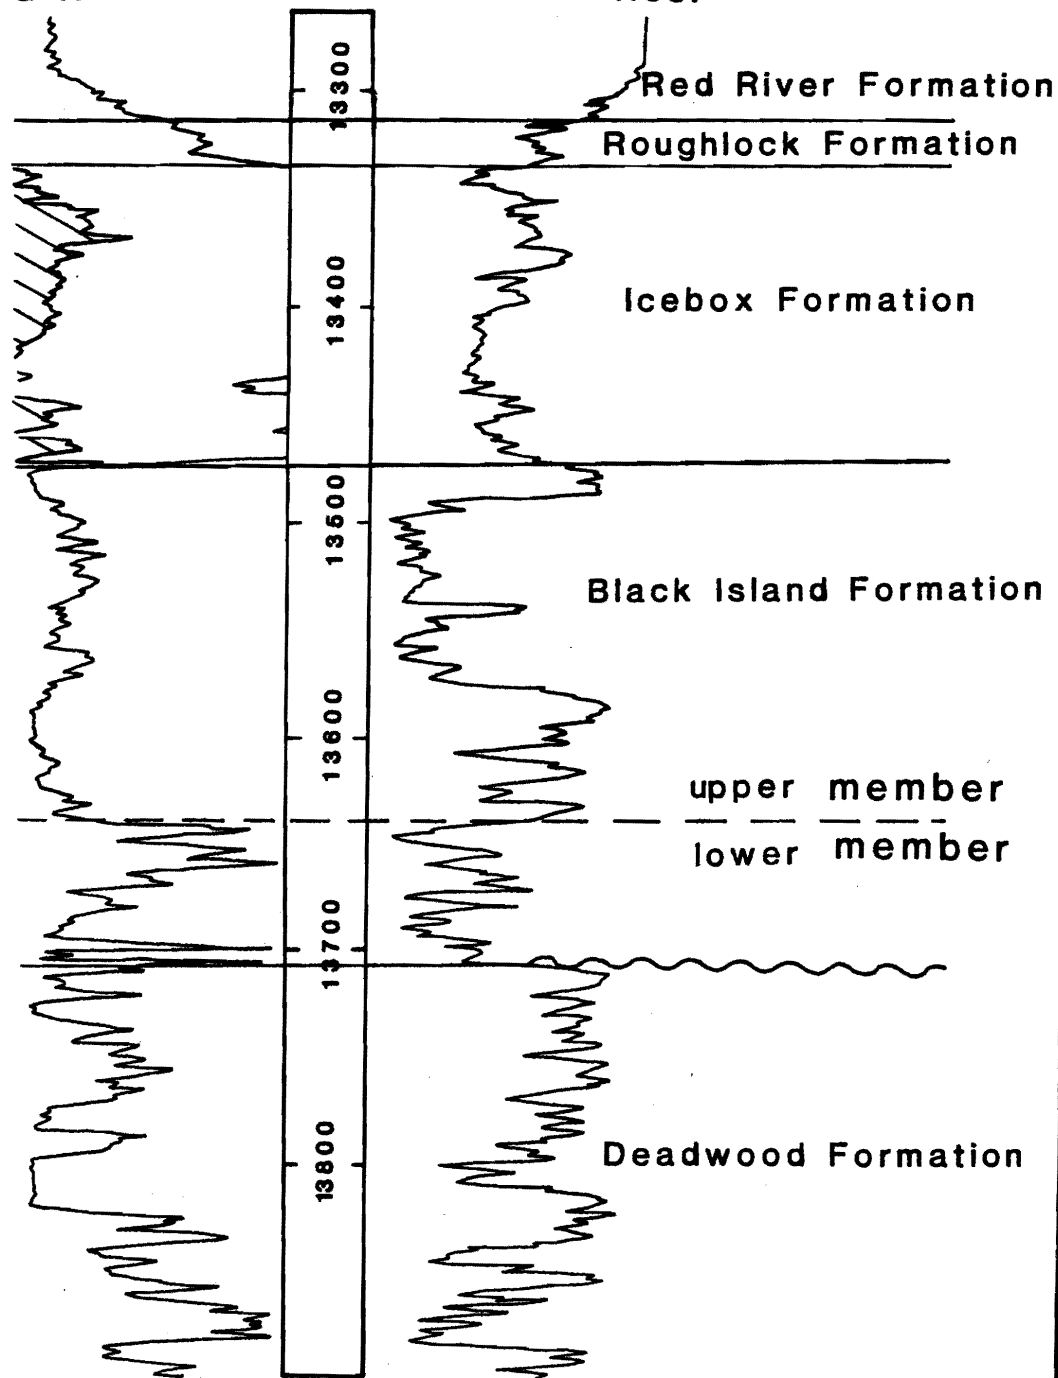 13300
Red River Formation
Roughlock Formation
13400
Icebox Formation
13500
Black Island Formation
13600
upper member
lower member
13700
Deadwood Formation
13800